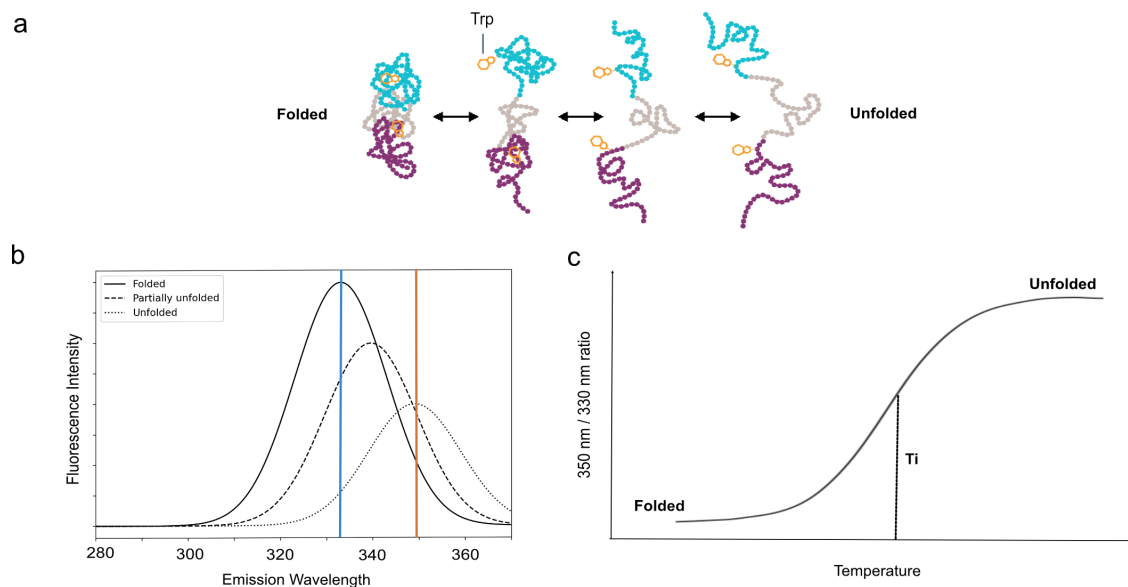 a
Trp
Folded
Unfolded
b
Folded
Partially unfolded
Unfolded
Fluorescence Intensity
280
300
320
340
360
Emission Wavelength
c
350 nm / 330 nm ratio
Unfolded
Ti
Folded
Temperature